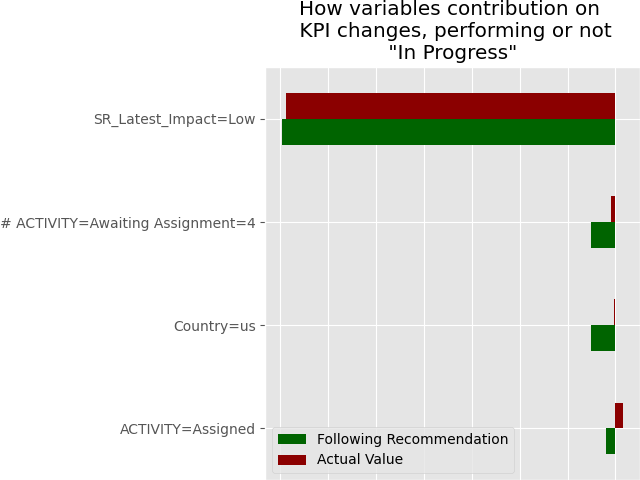 How variables contribution on
KPI changes, performing or not
"In Progress"
SR_Latest_Impact=Low
# ACTIVITY=Awaiting Assignment=4
Country=us
ACTIVITY=Assigned
Following Recommendation
Actual Value